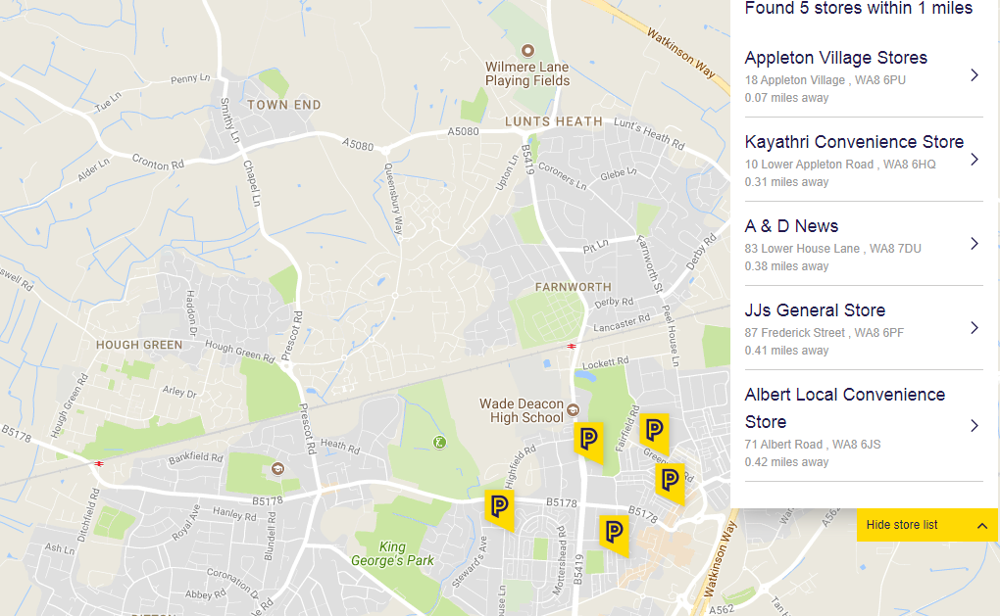 Found 5 stores within 1 miles
Appleton Village Stores
18 Appleton Village , WA8 6PU
0.07 miles away
Kayathri Convenience Store
10 Lower Appleton Road , WA8 6HQ
0.31 miles away
A & D News
83 Lower House Lane , WA8 7DU
0.38 miles away
JJs General Store
87 Frederick Street , WA8 6PF
0.41 miles away
Albert Local Convenience
Store
71 Albert Road , WA8 6JS
0.42 miles away
Hide store list
Watkinson Way
Wilmere Lane
Playing Fields
Penny Ln
Tue Ln
TOWN END
Smithy Ln
LUNTS HEATH
Lunt's Heath Rd
A5080
A5080
Cronton Rd
Alder Ln
Chapel Ln
Queensbury Way
Upton Ln
B5419
Coroners Ln
Glebe Ln
Pit Ln
Farnworth St
Derby Rd
FARNWORTH
Derby Rd
Lancaster Rd
Peel House Ln
Haddon Dr
Prescot Rd
HOUGH GREEN
Hough Green Rd
Lockett Rd
Arley Dr
Hough Green Rd
Prescot Rd
Wade Deacon
High School
Fairfield Rd
B5178
Heath Rd
Bankfield Rd
Highfield Rd
P
P
P
P
P
B5178
B5178
B5178
Ditchfield Rd
Royal Ave
Hanley Rd
Blundell Rd
King
George's Park
Steward's Ave
Mottershead Rd
B5419
Watkinson Way
A562
Ash Ln
Coronation Dr
Abbey Rd
Tan House Ln
A562